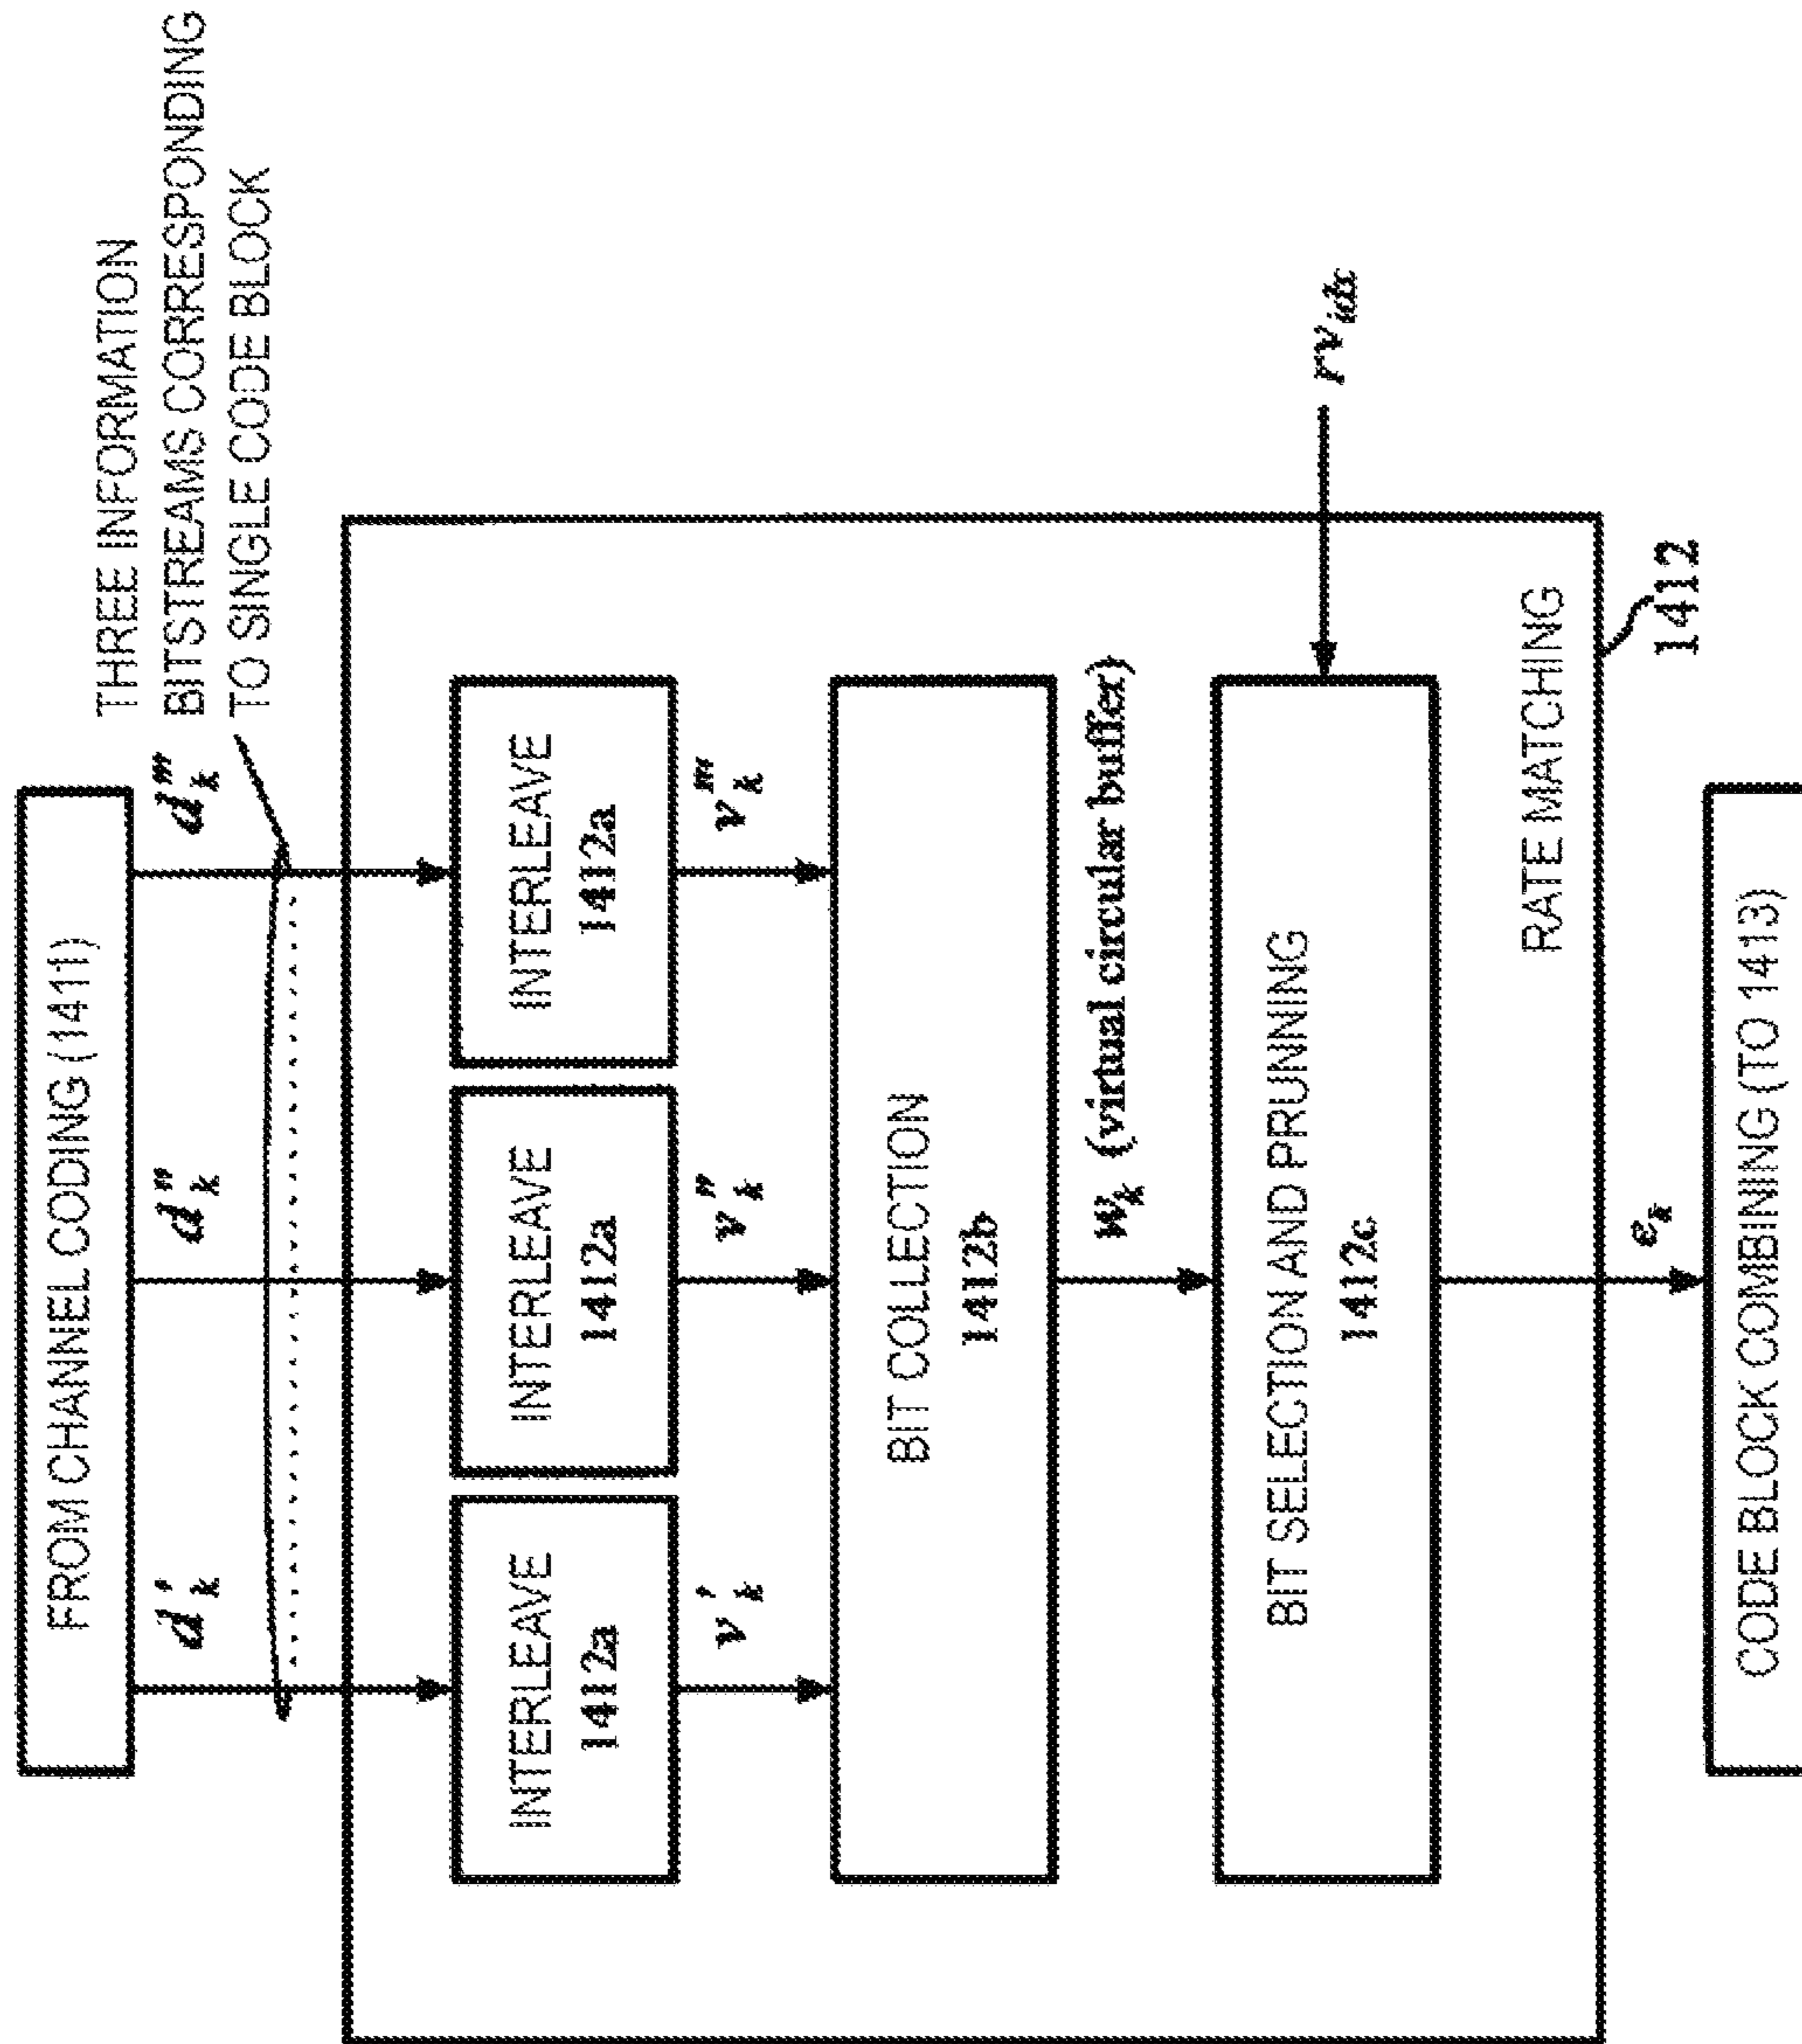 FROM CHANNEL CODING (1411)
d'k
d''k
d'''k
THREE INFORMATION
BITSTREAMS CORRESPONDING
TO SINGLE CODE BLOCK
INTERLEAVE
1412a
INTERLEAVE
1412a
INTERLEAVE
1412a
v'k
v''k
v'''k
BIT COLLECTION
1412b
wk (virtual circular buffer)
BIT SELECTION AND PRUNNING
1412c
rvidx
RATE MATCHING
1412
ek
CODE BLOCK COMBINING (TO 1413)